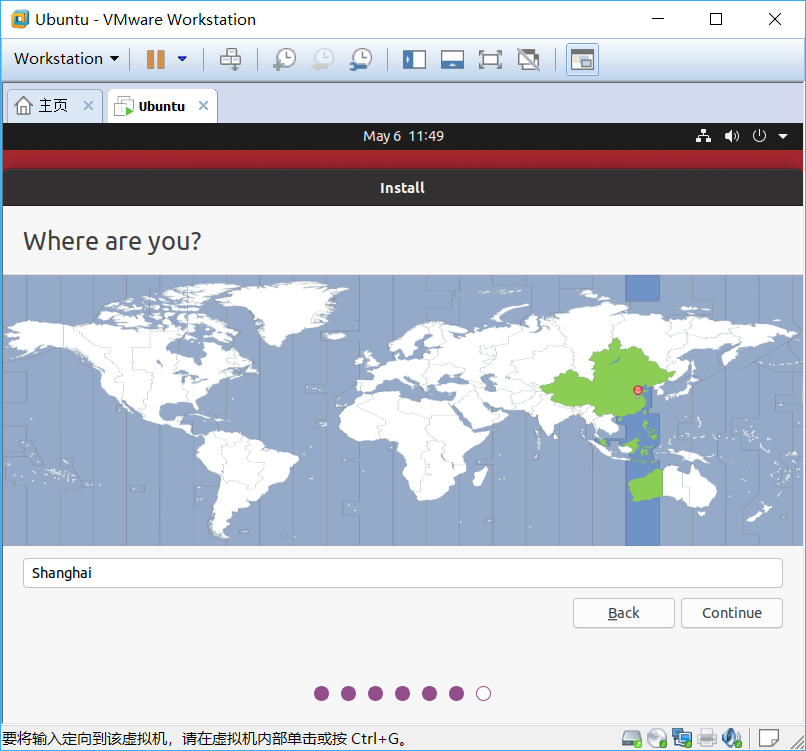 Ubuntu - VMware Workstation
Workstation
主页
Ubuntu
May 6 11:49
Install
Where are you?
Shanghai
Back
Continue
要将输入定向到该虚拟机，请在虚拟机内部单击或按 Ctrl+G。